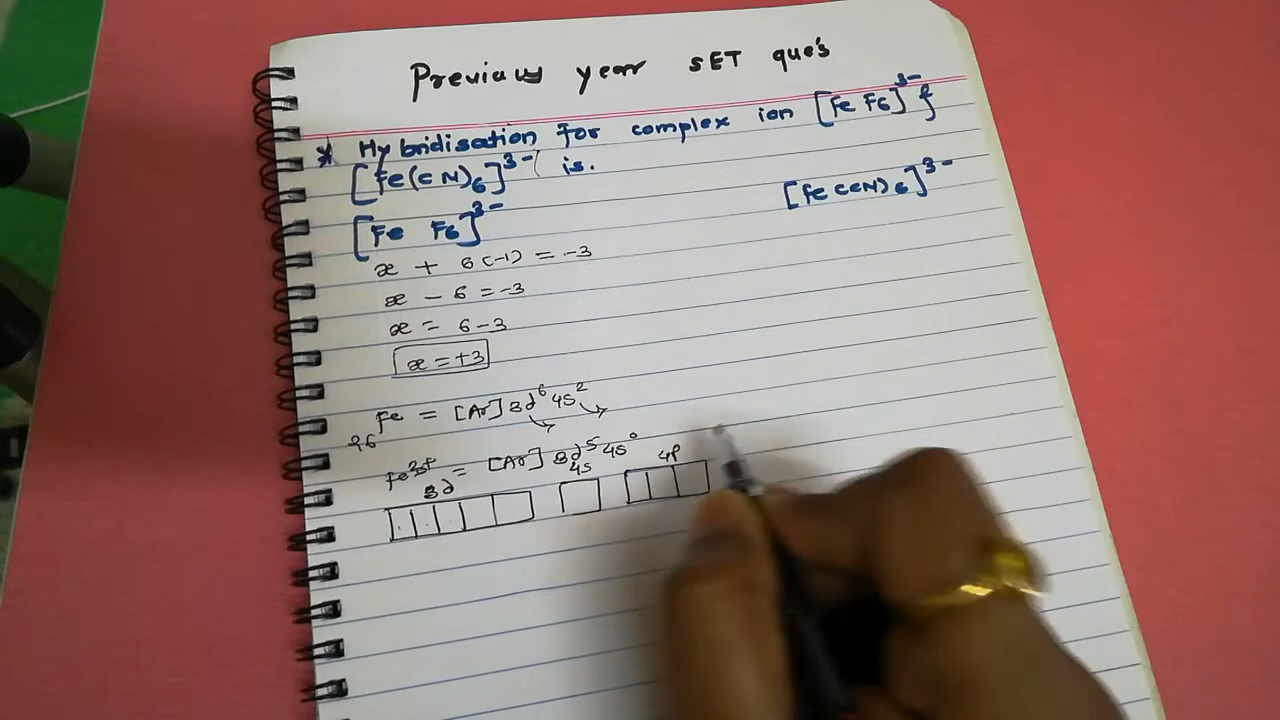 Previous year SET que's
* Hybridisation for complex ion [Fe F6]3- &
[Fe(CN)6]3- is.
[Fe F6]3-
[Fe(CN)6]3-
x + 6(-1) = -3
x - 6 = -3
x = 6-3
x = +3
Fe = [Ar] 3d6 4s2
26
Fe3+ = [Ar] 3d5 4s0
3d 4s 4p